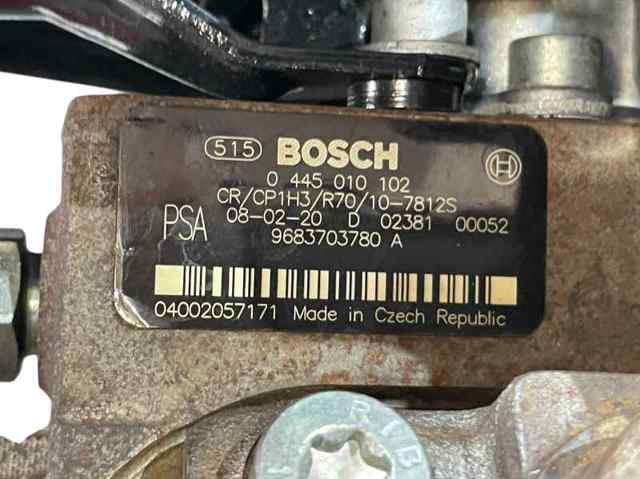 515 BOSCH
0 445 010 102
CR/CP1H3/R70/10-7812S
PSA 08-02-20 D 02381 00052
9683703780 A
04002057171 Made in Czech Republic